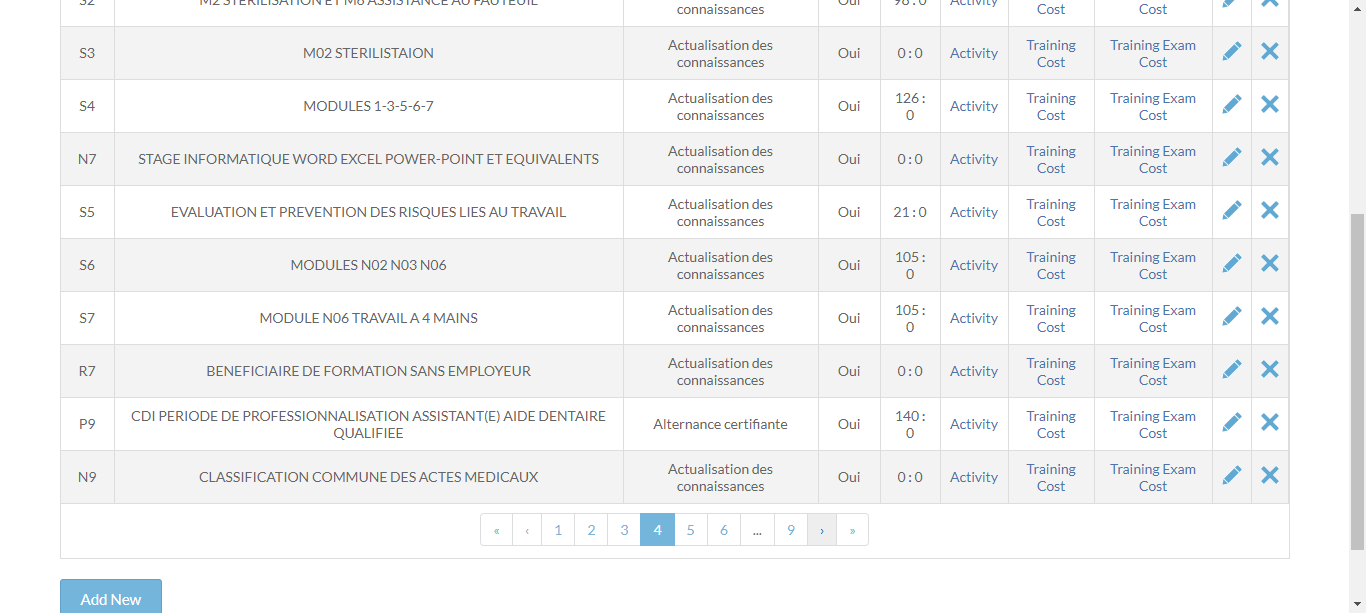 S2 M2 STERILISATION ET M6 ASSISTANCE AU FAUTEUIL connaissances Oui 98 : 0 Activity Cost Cost
S3 M02 STERILISTAION Actualisation des connaissances Oui 0 : 0 Activity Training Cost Training Exam Cost
S4 MODULES 1-3-5-6-7 Actualisation des connaissances Oui 126 : 0 Activity Training Cost Training Exam Cost
N7 STAGE INFORMATIQUE WORD EXCEL POWER-POINT ET EQUIVALENTS Actualisation des connaissances Oui 0 : 0 Activity Training Cost Training Exam Cost
S5 EVALUATION ET PREVENTION DES RISQUES LIES AU TRAVAIL Actualisation des connaissances Oui 21 : 0 Activity Training Cost Training Exam Cost
S6 MODULES N02 N03 N06 Actualisation des connaissances Oui 105 : 0 Activity Training Cost Training Exam Cost
S7 MODULE N06 TRAVAIL A 4 MAINS Actualisation des connaissances Oui 105 : 0 Activity Training Cost Training Exam Cost
R7 BENEFICIAIRE DE FORMATION SANS EMPLOYEUR Actualisation des connaissances Oui 0 : 0 Activity Training Cost Training Exam Cost
P9 CDI PERIODE DE PROFESSIONNALISATION ASSISTANT(E) AIDE DENTAIRE QUALIFIEE Alternance certifiante Oui 140 : 0 Activity Training Cost Training Exam Cost
N9 CLASSIFICATION COMMUNE DES ACTES MEDICAUX Actualisation des connaissances Oui 0 : 0 Activity Training Cost Training Exam Cost
« ‹ 1 2 3 4 5 6 ... 9 › »
Add New